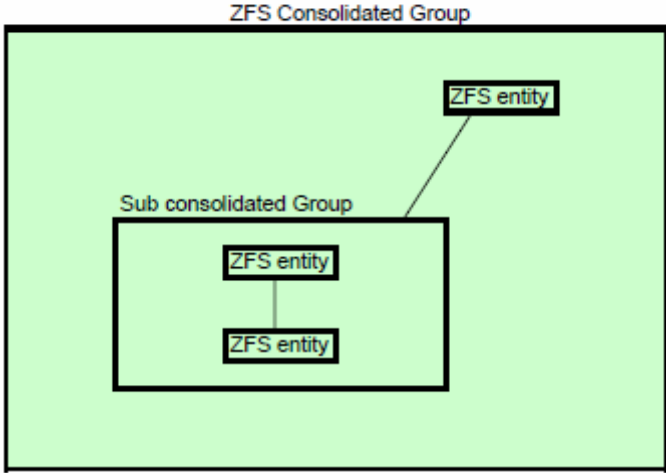 ZFS Consolidated Group
ZFS entity
Sub consolidated Group
ZFS entity
ZFS entity